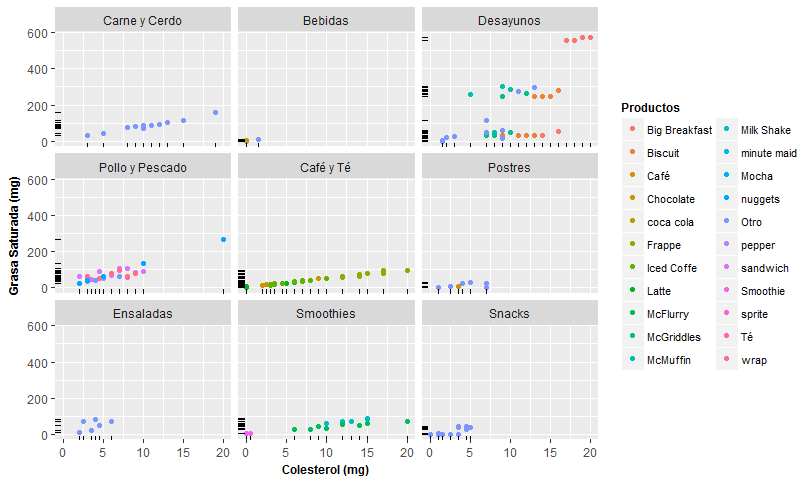 Carne y Cerdo
Bebidas
Desayunos
600
400
200
0
Pollo y Pescado
Café y Té
Postres
600
400
200
0
Ensaladas
Smoothies
Snacks
600
400
200
0
0 5 10 15 20
0 5 10 15 20
0 5 10 15 20
Colesterol (mg)
Grasa Saturada (mg)
Productos
Big Breakfast
Biscuit
Café
Chocolate
coca cola
Frappe
Iced Coffe
Latte
McFlurry
McGriddles
McMuffin
Milk Shake
minute maid
Mocha
nuggets
Otro
pepper
sandwich
Smoothie
sprite
Té
wrap